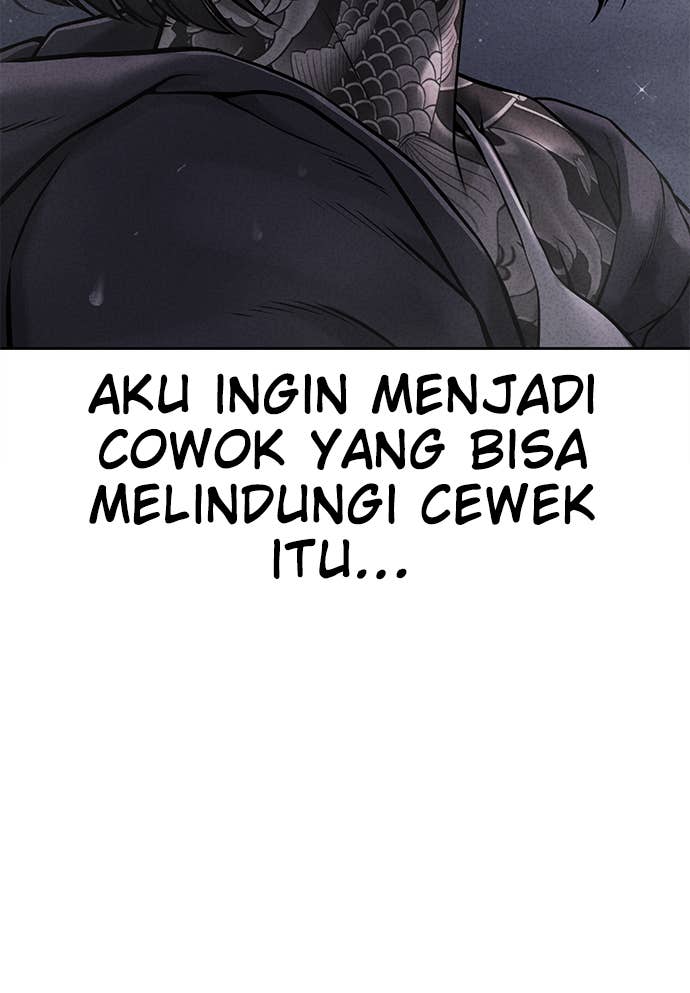 AKU INGIN MENJADI
COWOK YANG BISA
MELINDUNGI CEWEK
ITU...